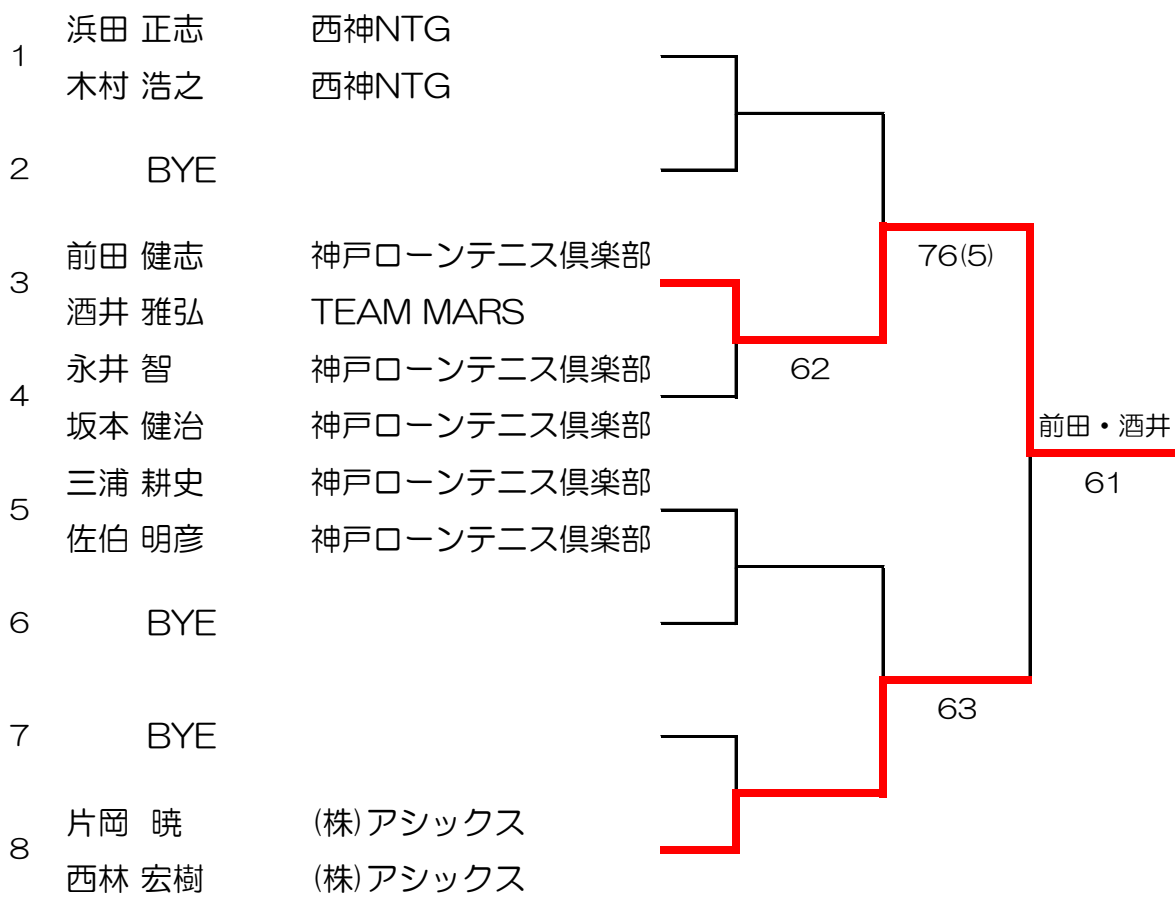 浜田 正志 西神NTG
1
木村 浩之 西神NTG
2 BYE
前田 健志 神戸ローンテニス倶楽部 76(5)
3
酒井 雅弘 TEAM MARS
永井 智 神戸ローンテニス倶楽部 62
4
坂本 健治 神戸ローンテニス倶楽部 前田・酒井
三浦 耕史 神戸ローンテニス倶楽部 61
5
佐伯 明彦 神戸ローンテニス倶楽部
6 BYE
63
7 BYE
片岡 暁 (株)アシックス
8
西林 宏樹 (株)アシックス